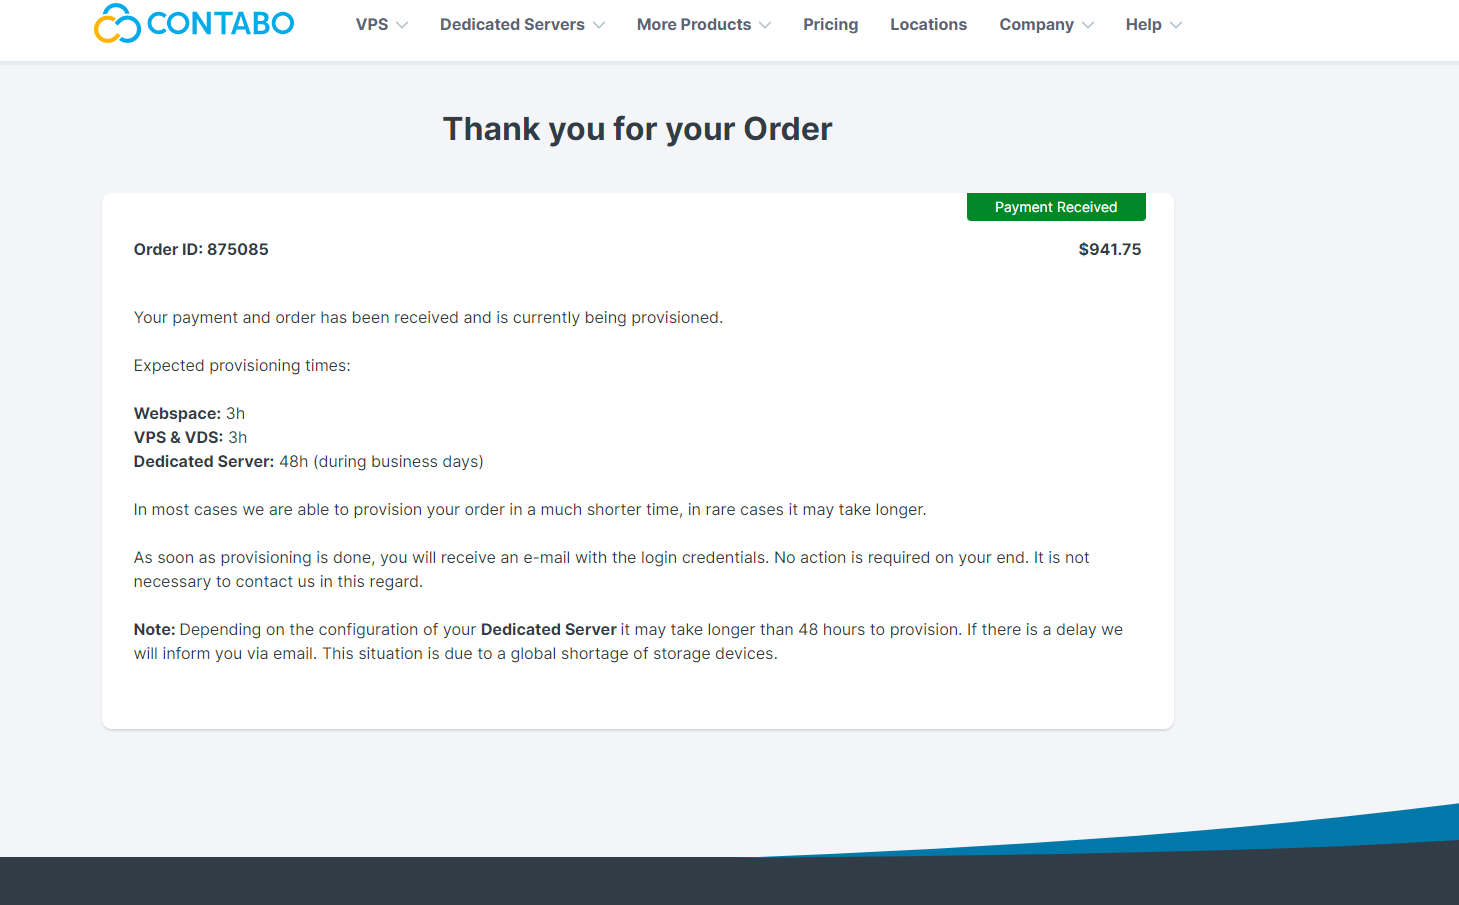 CONTABO
VPS
Dedicated Servers
More Products
Pricing
Locations
Company
Help
Thank you for your Order
Payment Received
Order ID: 875085
$941.75
Your payment and order has been received and is currently being provisioned.
Expected provisioning times:
Webspace: 3h
VPS & VDS: 3h
Dedicated Server: 48h (during business days)
In most cases we are able to provision your order in a much shorter time, in rare cases it may take longer.
As soon as provisioning is done, you will receive an e-mail with the login credentials. No action is required on your end. It is not
necessary to contact us in this regard.
Note: Depending on the configuration of your Dedicated Server it may take longer than 48 hours to provision. If there is a delay we
will inform you via email. This situation is due to a global shortage of storage devices.